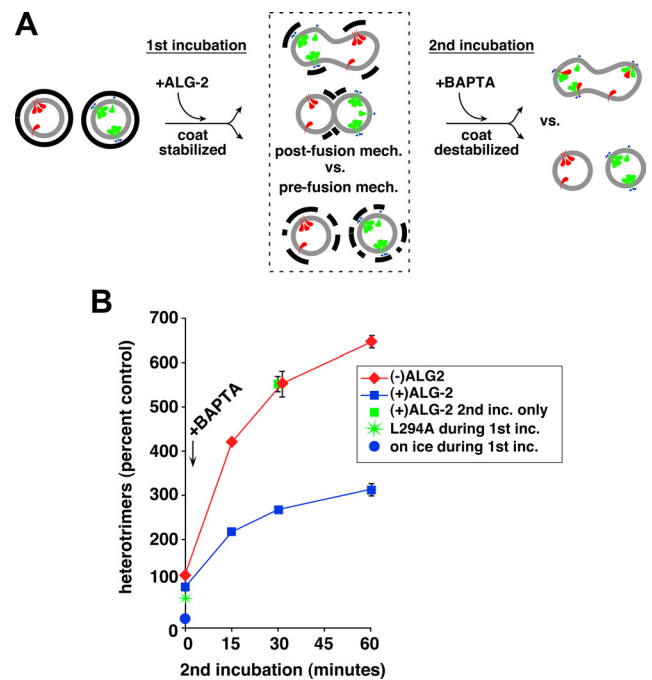 A
1st incubation
+ALG-2
coat
stabilized
post-fusion mech.
vs.
pre-fusion mech.
2nd incubation
+BAPTA
coat
destabilized
vs.
B
heterotrimers (percent control)
700
600
500
400
300
200
100
0
+BAPTA
(-)ALG2
(+)ALG-2
(+)ALG-2 2nd inc. only
L294A during 1st inc.
on ice during 1st inc.
0 15 30 45 60
2nd incubation (minutes)